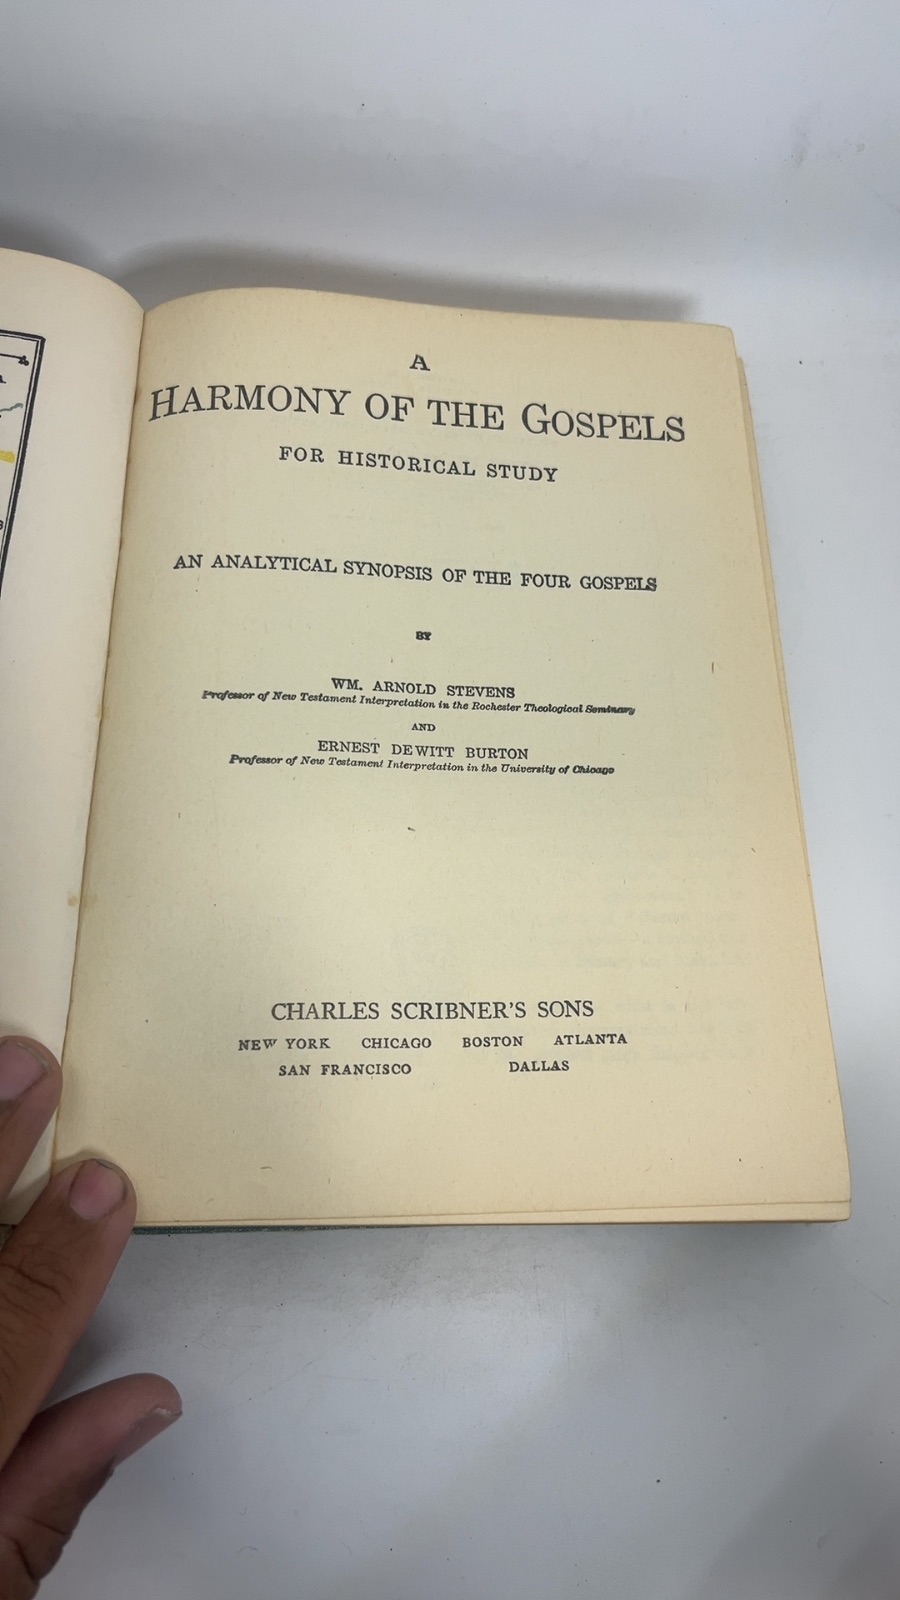 A
HARMONY OF THE GOSPELS
FOR HISTORICAL STUDY
AN ANALYTICAL SYNOPSIS OF THE FOUR GOSPELS
BY
WM. ARNOLD STEVENS
Professor of New Testament Interpretation in the Rochester Theological Seminary
AND
ERNEST DEWITT BURTON
Professor of New Testament Interpretation in the University of Chicago
CHARLES SCRIBNER'S SONS
NEW YORK CHICAGO BOSTON ATLANTA
SAN FRANCISCO DALLAS